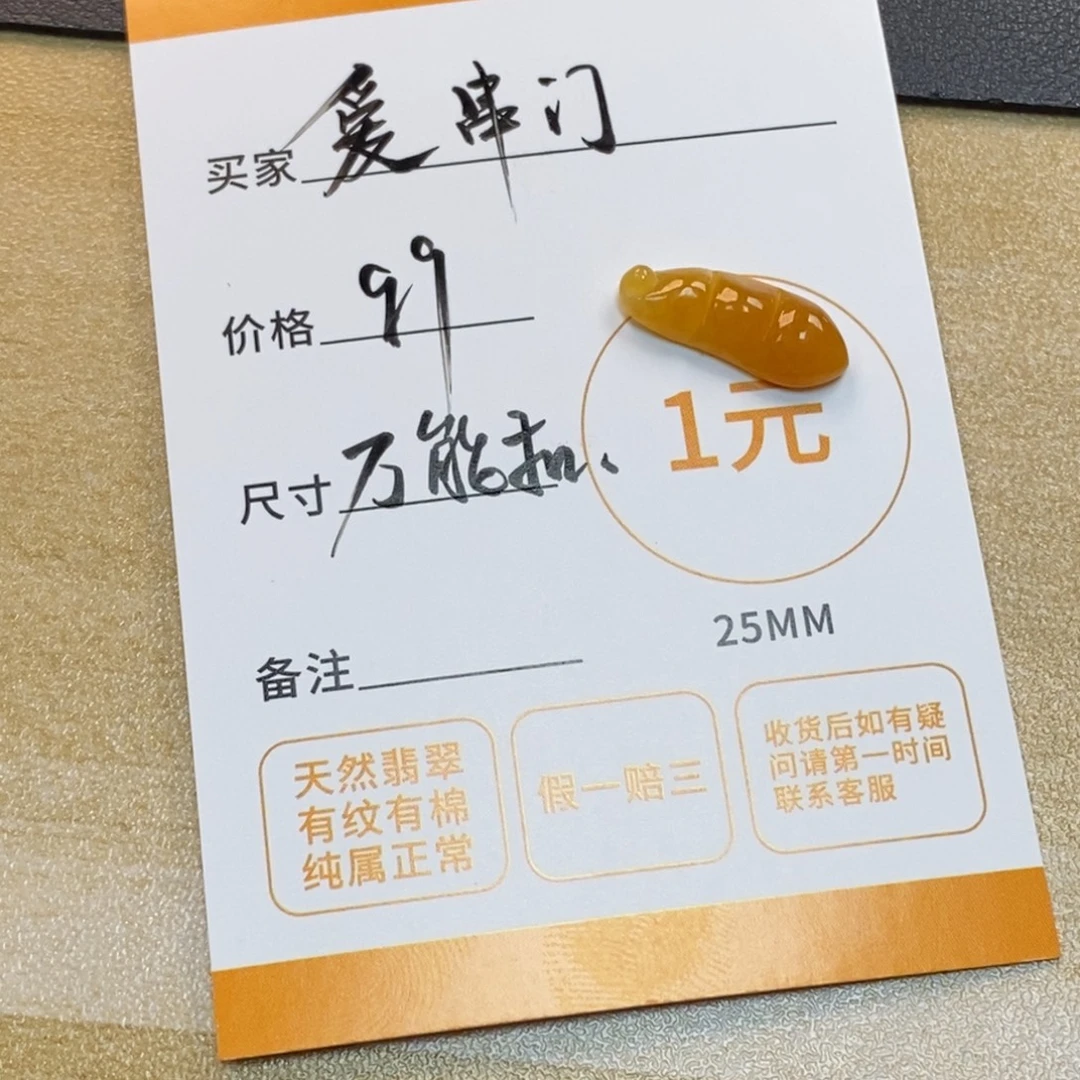 买家 爱串门
价格 99
尺寸 万能扣、
1元
25MM
备注
天然翡翠
有纹有棉
纯属正常
假一赔三
收货后如有疑
问请第一时间
联系客服